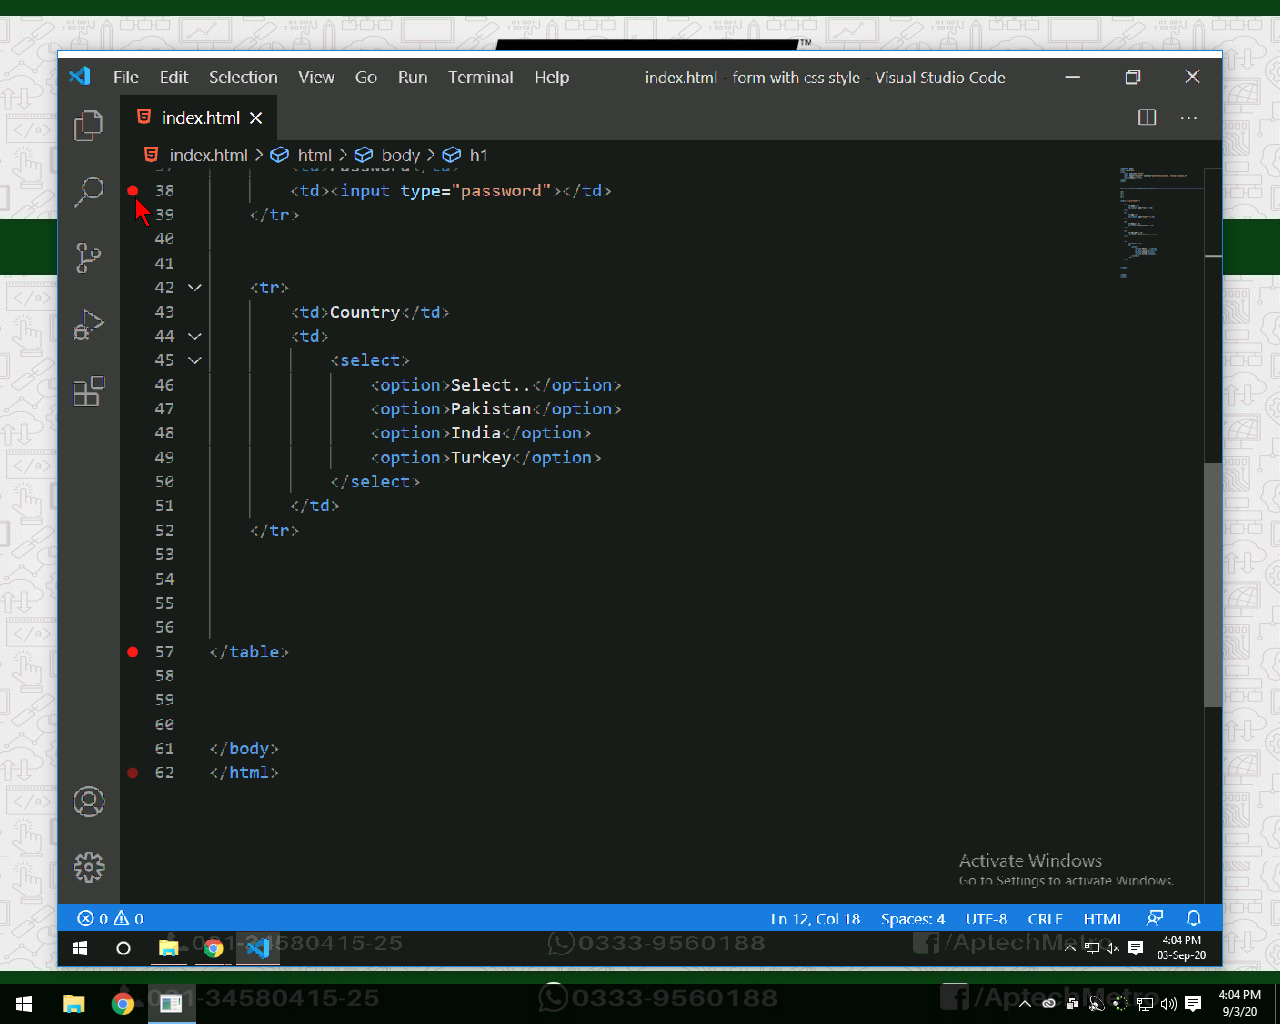 TM
File Edit Selection View Go Run Terminal Help index.html - form with css style - Visual Studio Code
index.html
index.html > html > body > h1
38 <td><input type="password"></td>
39 </tr>
40
41
42 <tr>
43 <td>Country</td>
44 <td>
45 <select>
46 <option>Select..</option>
47 <option>Pakistan</option>
48 <option>India</option>
49 <option>Turkey</option>
50 </select>
51 </td>
52 </tr>
53
54
55
56
57 </table>
58
59
60
61 </body>
62 </html>
Activate Windows
Go to Settings to activate Windows.
0 0 Ln 12, Col 18 Spaces: 4 UTF-8 CRLF HTML
4:04 PM
03-Sep-20
-34580415-25 0333-9560188 /AptechMetro
4:04 PM
9/3/20
-34580415-25 0333-9560188 /AptechMetro